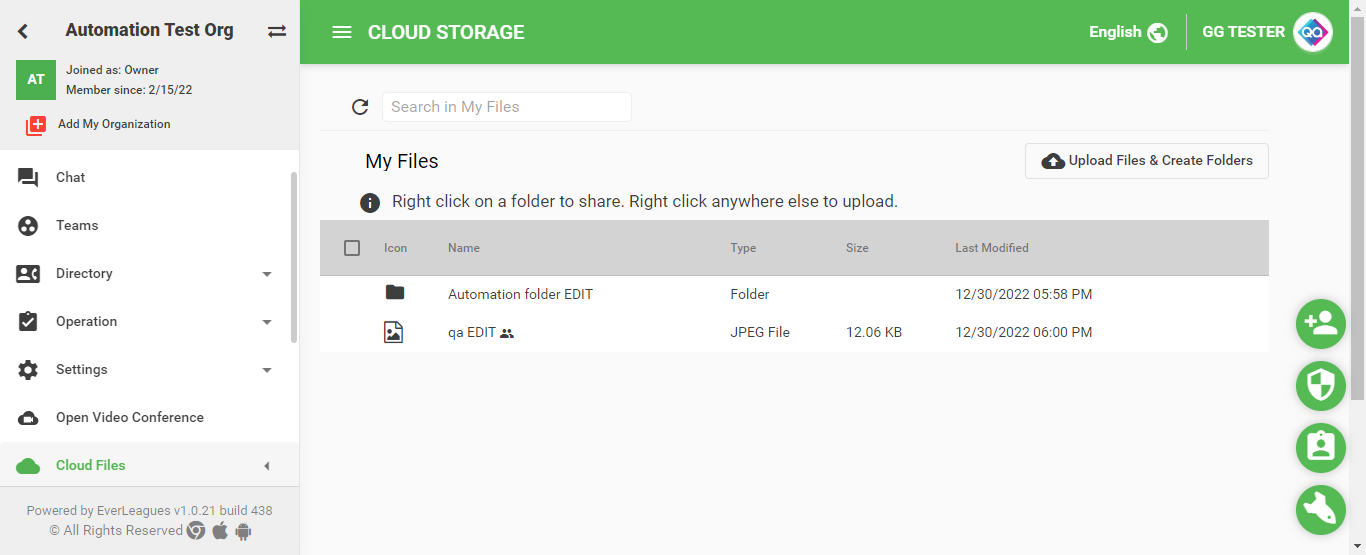 Automation Test Org
AT
Joined as: Owner
Member since: 2/15/22
Add My Organization
Chat
Teams
Directory
Operation
Settings
Open Video Conference
Cloud Files
Powered by EverLeagues v1.0.21 build 438
© All Rights Reserved
CLOUD STORAGE
English
GG TESTER
Qa
Search in My Files
My Files
Upload Files & Create Folders
Right click on a folder to share. Right click anywhere else to upload.
Icon Name Type Size Last Modified
Automation folder EDIT Folder 12/30/2022 05:58 PM
qa EDIT JPEG File 12.06 KB 12/30/2022 06:00 PM